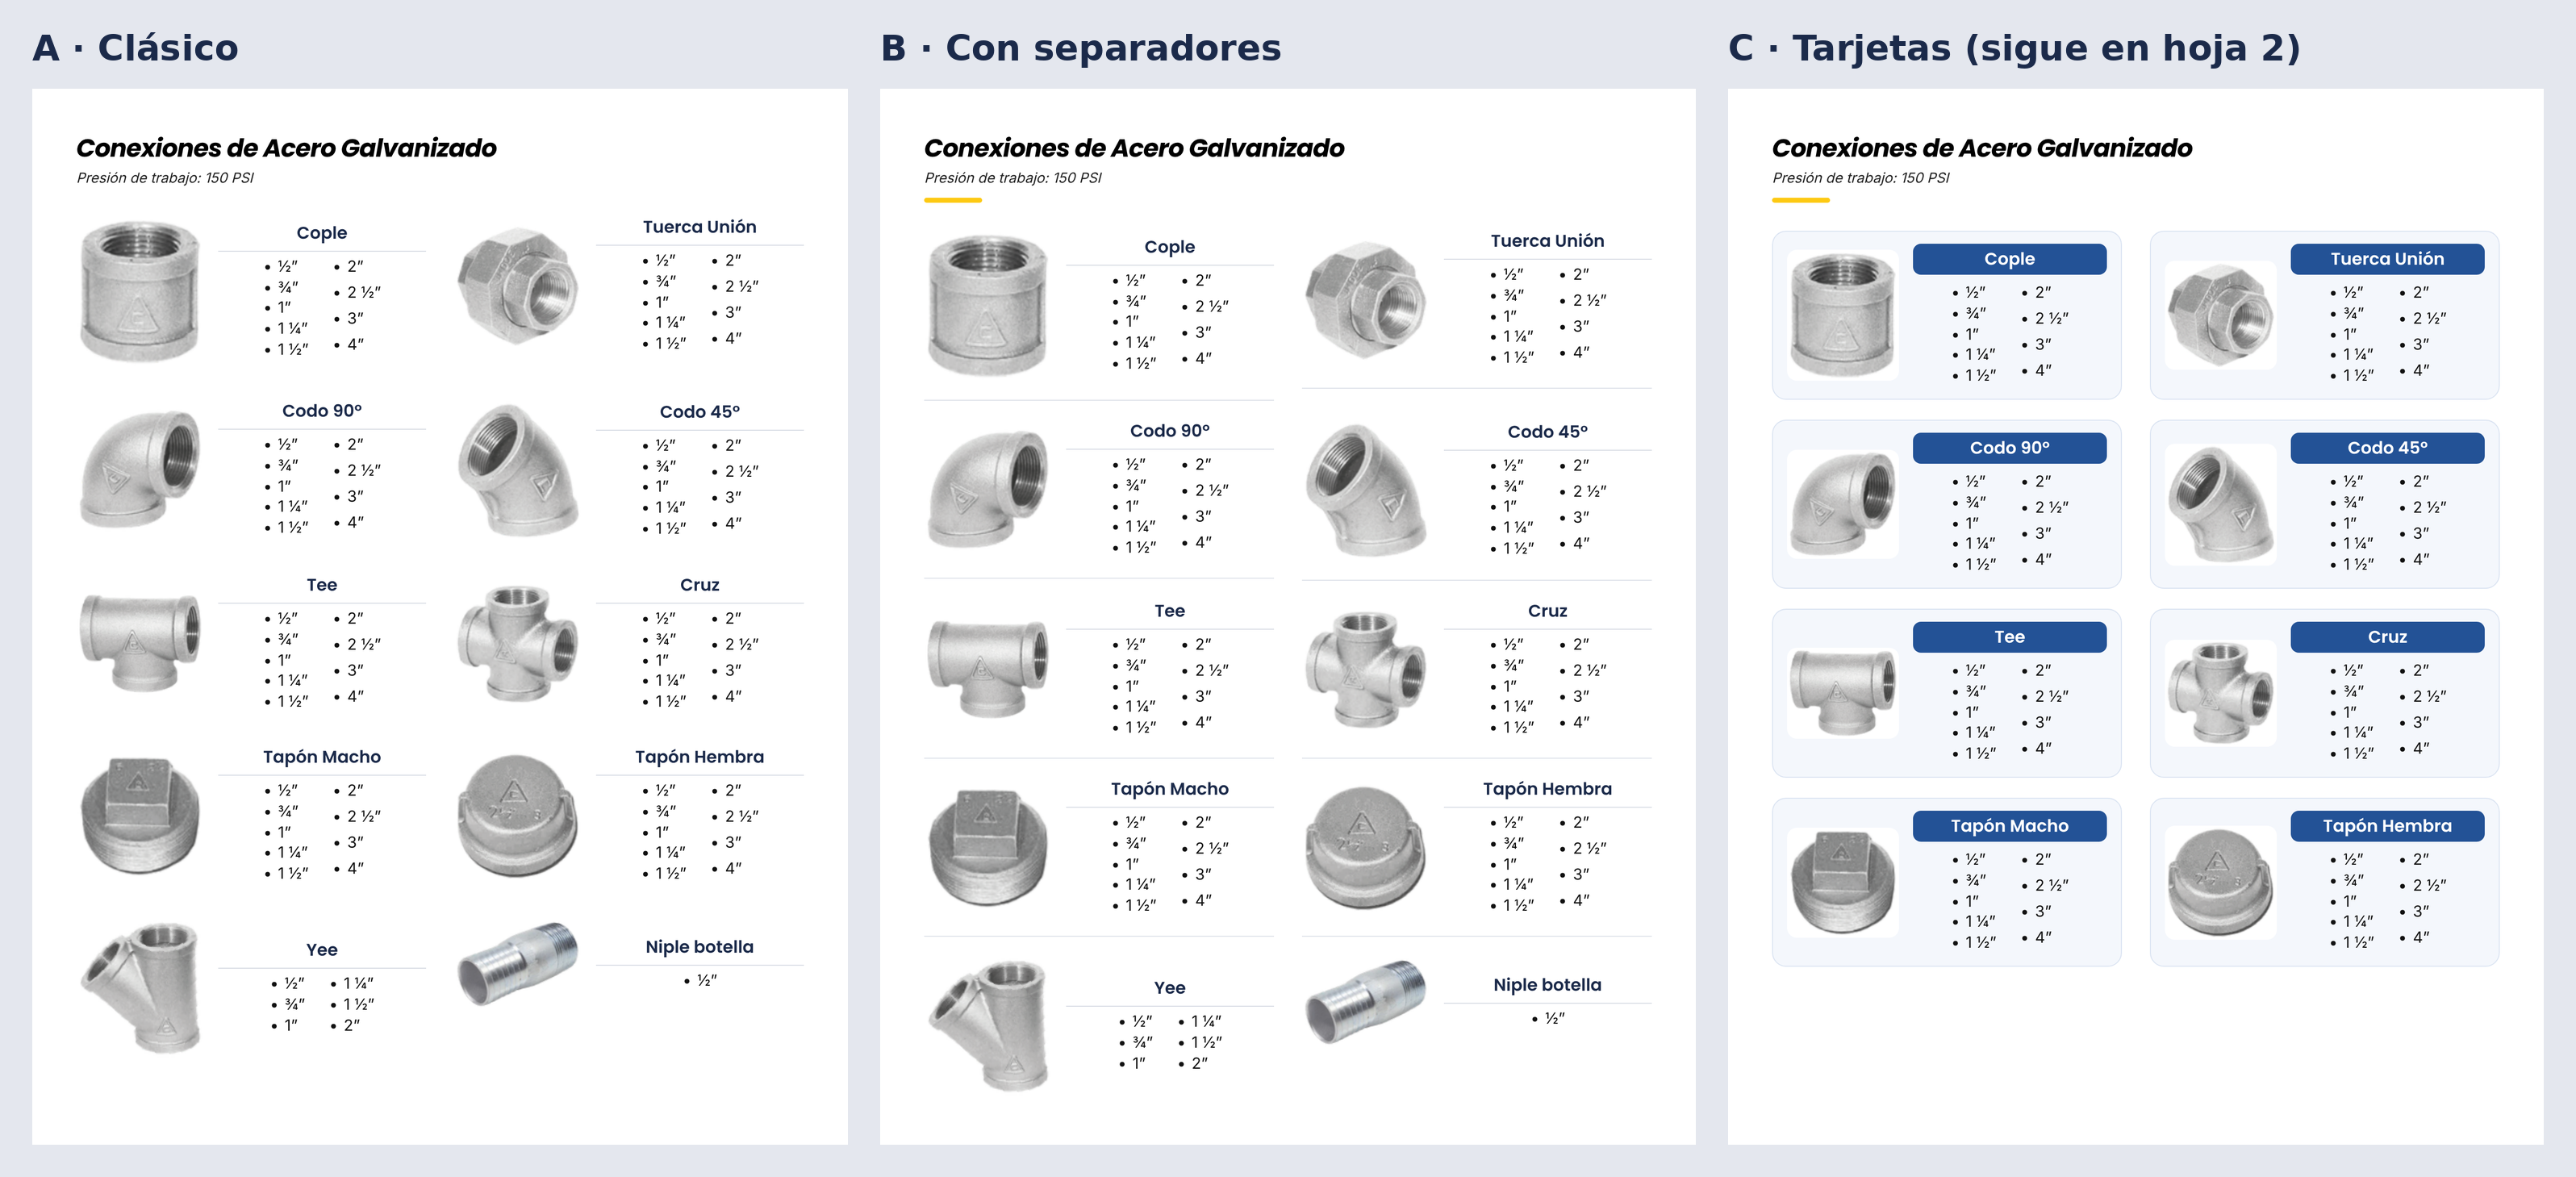 A · Clásico
Conexiones de Acero Galvanizado
Presión de trabajo: 150 PSI
Cople
• ½”
• ¾”
• 1”
• 1 ¼”
• 1 ½”
• 2”
• 2 ½”
• 3”
• 4”
Tuerca Unión
• ½”
• ¾”
• 1”
• 1 ¼”
• 1 ½”
• 2”
• 2 ½”
• 3”
• 4”
Codo 90°
• ½”
• ¾”
• 1”
• 1 ¼”
• 1 ½”
• 2”
• 2 ½”
• 3”
• 4”
Codo 45°
• ½”
• ¾”
• 1”
• 1 ¼”
• 1 ½”
• 2”
• 2 ½”
• 3”
• 4”
Tee
• ½”
• ¾”
• 1”
• 1 ¼”
• 1 ½”
• 2”
• 2 ½”
• 3”
• 4”
Cruz
• ½”
• ¾”
• 1”
• 1 ¼”
• 1 ½”
• 2”
• 2 ½”
• 3”
• 4”
Tapón Macho
• ½”
• ¾”
• 1”
• 1 ¼”
• 1 ½”
• 2”
• 2 ½”
• 3”
• 4”
Tapón Hembra
• ½”
• ¾”
• 1”
• 1 ¼”
• 1 ½”
• 2”
• 2 ½”
• 3”
• 4”
Yee
• ½”
• ¾”
• 1”
• 1 ¼”
• 1 ½”
• 2”
Niple botella
• ½”
B · Con separadores
Conexiones de Acero Galvanizado
Presión de trabajo: 150 PSI
Cople
• ½”
• ¾”
• 1”
• 1 ¼”
• 1 ½”
• 2”
• 2 ½”
• 3”
• 4”
Tuerca Unión
• ½”
• ¾”
• 1”
• 1 ¼”
• 1 ½”
• 2”
• 2 ½”
• 3”
• 4”
Codo 90°
• ½”
• ¾”
• 1”
• 1 ¼”
• 1 ½”
• 2”
• 2 ½”
• 3”
• 4”
Codo 45°
• ½”
• ¾”
• 1”
• 1 ¼”
• 1 ½”
• 2”
• 2 ½”
• 3”
• 4”
Tee
• ½”
• ¾”
• 1”
• 1 ¼”
• 1 ½”
• 2”
• 2 ½”
• 3”
• 4”
Cruz
• ½”
• ¾”
• 1”
• 1 ¼”
• 1 ½”
• 2”
• 2 ½”
• 3”
• 4”
Tapón Macho
• ½”
• ¾”
• 1”
• 1 ¼”
• 1 ½”
• 2”
• 2 ½”
• 3”
• 4”
Tapón Hembra
• ½”
• ¾”
• 1”
• 1 ¼”
• 1 ½”
• 2”
• 2 ½”
• 3”
• 4”
Yee
• ½”
• ¾”
• 1”
• 1 ¼”
• 1 ½”
• 2”
Niple botella
• ½”
C · Tarjetas (sigue en hoja 2)
Conexiones de Acero Galvanizado
Presión de trabajo: 150 PSI
Cople
• ½”
• ¾”
• 1”
• 1 ¼”
• 1 ½”
• 2”
• 2 ½”
• 3”
• 4”
Tuerca Unión
• ½”
• ¾”
• 1”
• 1 ¼”
• 1 ½”
• 2”
• 2 ½”
• 3”
• 4”
Codo 90°
• ½”
• ¾”
• 1”
• 1 ¼”
• 1 ½”
• 2”
• 2 ½”
• 3”
• 4”
Codo 45°
• ½”
• ¾”
• 1”
• 1 ¼”
• 1 ½”
• 2”
• 2 ½”
• 3”
• 4”
Tee
• ½”
• ¾”
• 1”
• 1 ¼”
• 1 ½”
• 2”
• 2 ½”
• 3”
• 4”
Cruz
• ½”
• ¾”
• 1”
• 1 ¼”
• 1 ½”
• 2”
• 2 ½”
• 3”
• 4”
Tapón Macho
• ½”
• ¾”
• 1”
• 1 ¼”
• 1 ½”
• 2”
• 2 ½”
• 3”
• 4”
Tapón Hembra
• ½”
• ¾”
• 1”
• 1 ¼”
• 1 ½”
• 2”
• 2 ½”
• 3”
• 4”